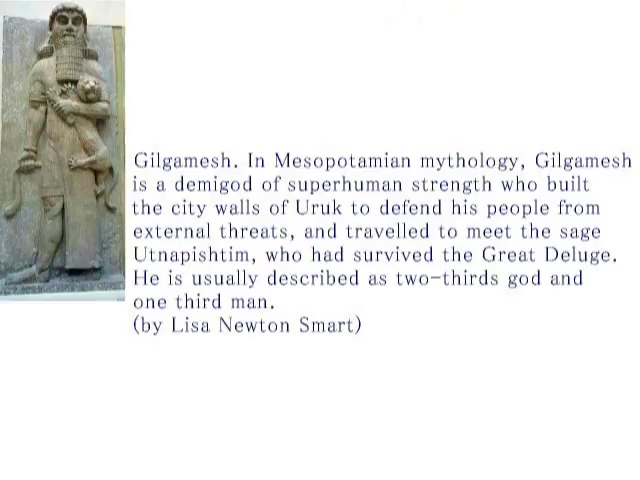 Gilgamesh. In Mesopotamian mythology, Gilgamesh
is a demigod of superhuman strength who built
the city walls of Uruk to defend his people from
external threats, and travelled to meet the sage
Utnapishtim, who had survived the Great Deluge.
He is usually described as two-thirds god and
one third man.
(by Lisa Newton Smart)